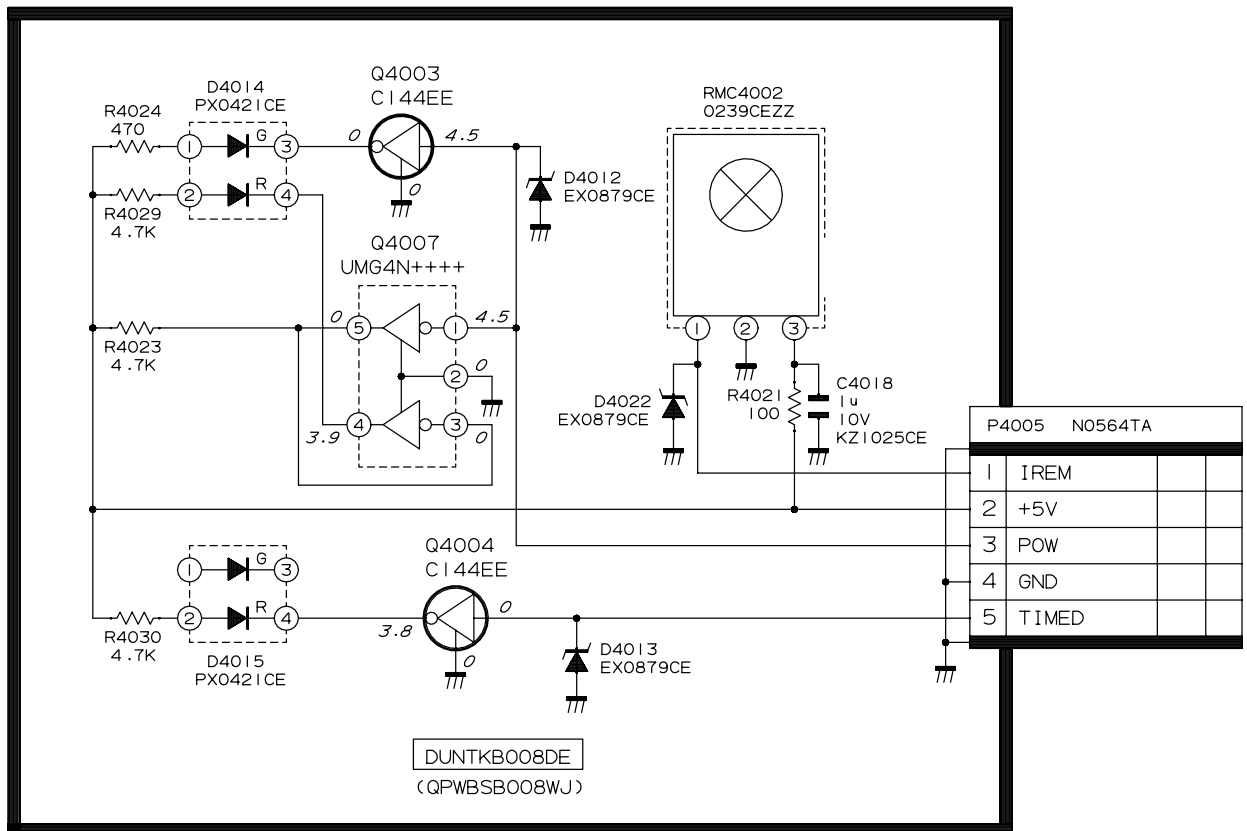 D4014
PX0421CE
R4024
470
1
G
3
2
R
4
R4029
4.7K
Q4003
C144EE
0
4.5
0
D4012
EX0879CE
RMC4002
0239CEZZ
1
2
3
Q4007
UMG4N++++
0
5
1
4.5
2
0
4
3
3.9
0
R4023
4.7K
D4022
EX0879CE
R4021
100
C4018
1u
10V
KZ1025CE
P4005 N0564TA
1 IREM
2 +5V
3 POW
4 GND
5 TIMED
1
G
3
2
R
4
R4030
4.7K
D4015
PX0421CE
Q4004
C144EE
3.8
0
0
D4013
EX0879CE
DUNTKB008DE
(QPWBSB008WJ)